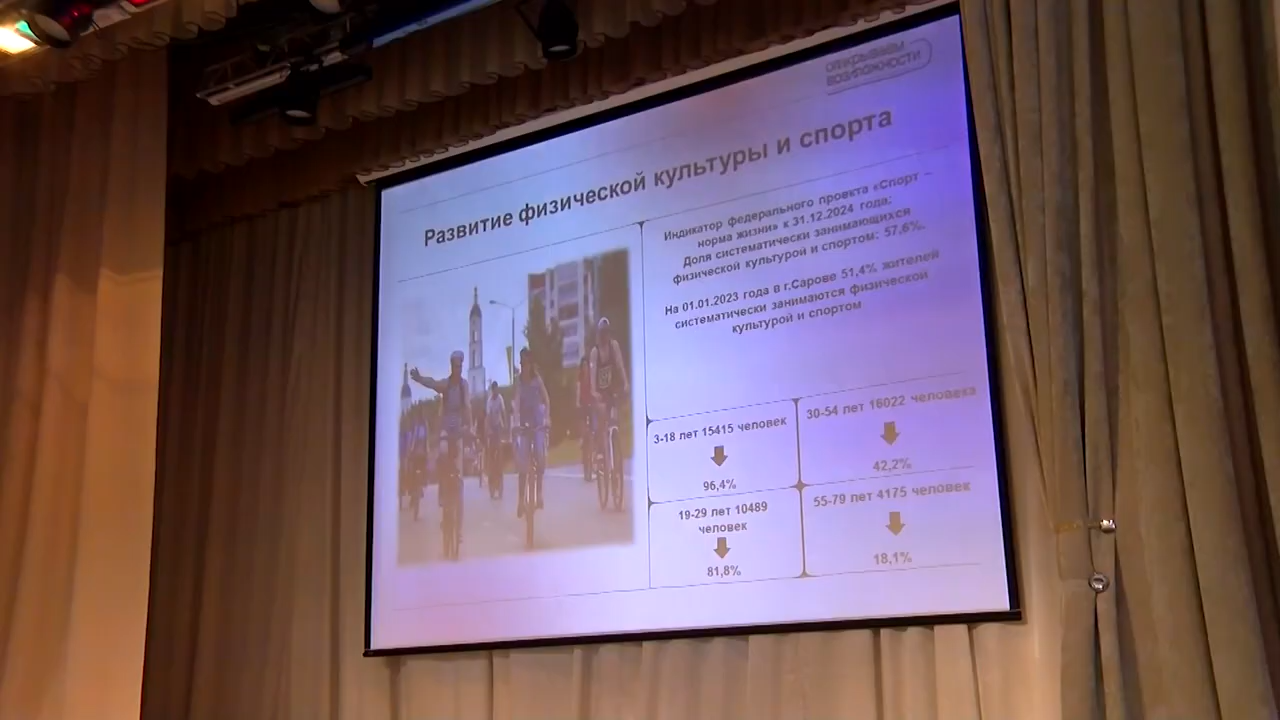 ОТКРЫВАЕМ
ВОЗМОЖНОСТИ
Развитие физической культуры и спорта
Индикатор федерального проекта «Спорт –
норма жизни» к 31.12.2024 года:
Доля систематически занимающихся
физической культурой и спортом: 57,6%.
На 01.01.2023 года в г.Сарове 51,4% жителей
систематически занимаются физической
культурой и спортом
3-18 лет 15415 человек
96,4%
30-54 лет 16022 человека
42,2%
19-29 лет 10489
человек
81,8%
55-79 лет 4175 человек
18,1%